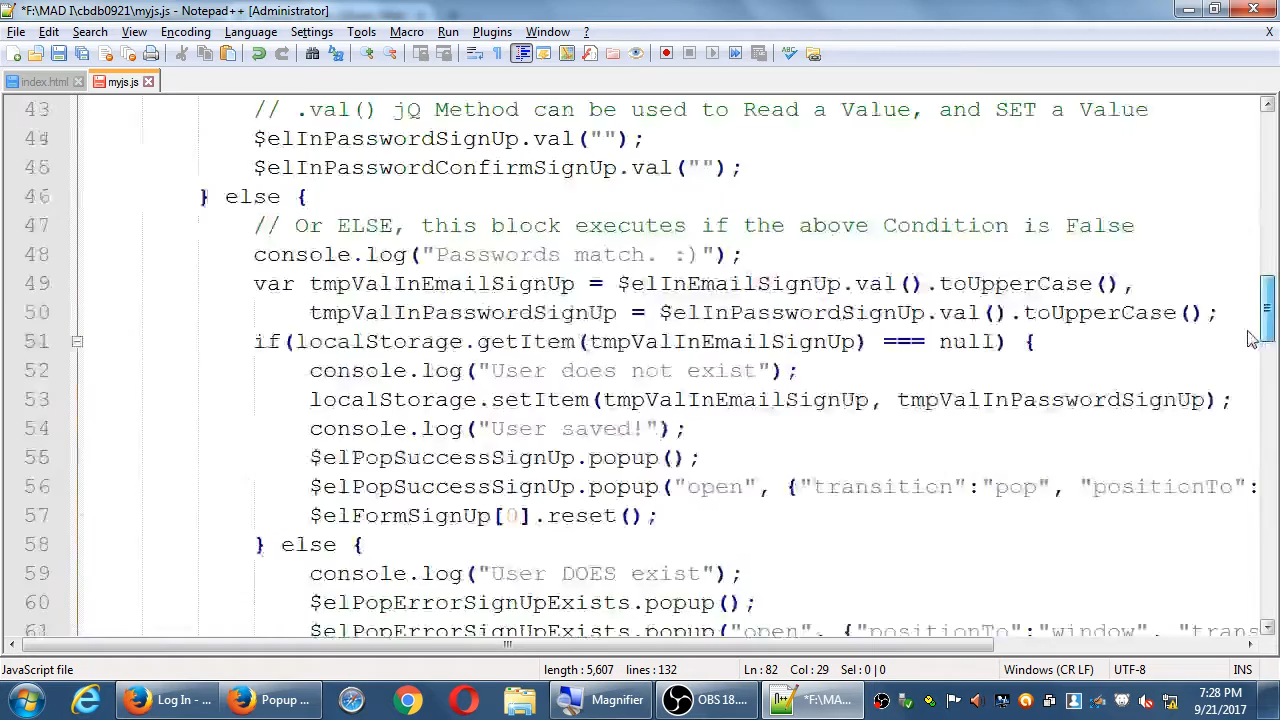 *F:\MAD I\cbdb0921\myjs.js - Notepad++ [Administrator]
File Edit Search View Encoding Language Settings Tools Macro Run Plugins Window ? X
index.html myjs.js
43 // .val() jQ Method can be used to Read a Value, and SET a Value
44 $elInPasswordSignUp.val("");
45 $elInPasswordConfirmSignUp.val("");
46 } else {
47 // Or ELSE, this block executes if the above Condition is False
48 console.log("Passwords match. :)");
49 var tmpValInEmailSignUp = $elInEmailSignUp.val().toUpperCase(),
50 tmpValInPasswordSignUp = $elInPasswordSignUp.val().toUpperCase();
51 if(localStorage.getItem(tmpValInEmailSignUp) === null) {
52 console.log("User does not exist");
53 localStorage.setItem(tmpValInEmailSignUp, tmpValInPasswordSignUp);
54 console.log("User saved!");
55 $elPopSuccessSignUp.popup();
56 $elPopSuccessSignUp.popup("open", {"transition":"pop", "positionTo":
57 $elFormSignUp[0].reset();
58 } else {
59 console.log("User DOES exist");
60 $elPopErrorSignUpExists.popup();
61 $elPopErrorSignUpExists.popup("open", {"positionTo":"window", "trans
JavaScript file length : 5,607 lines : 132 Ln : 82 Col : 29 Sel : 0 | 0 Windows (CR LF) UTF-8 INS
Log In - ... Popup ... Magnifier OBS 18.... *F:\MA... 7:28 PM
9/21/2017